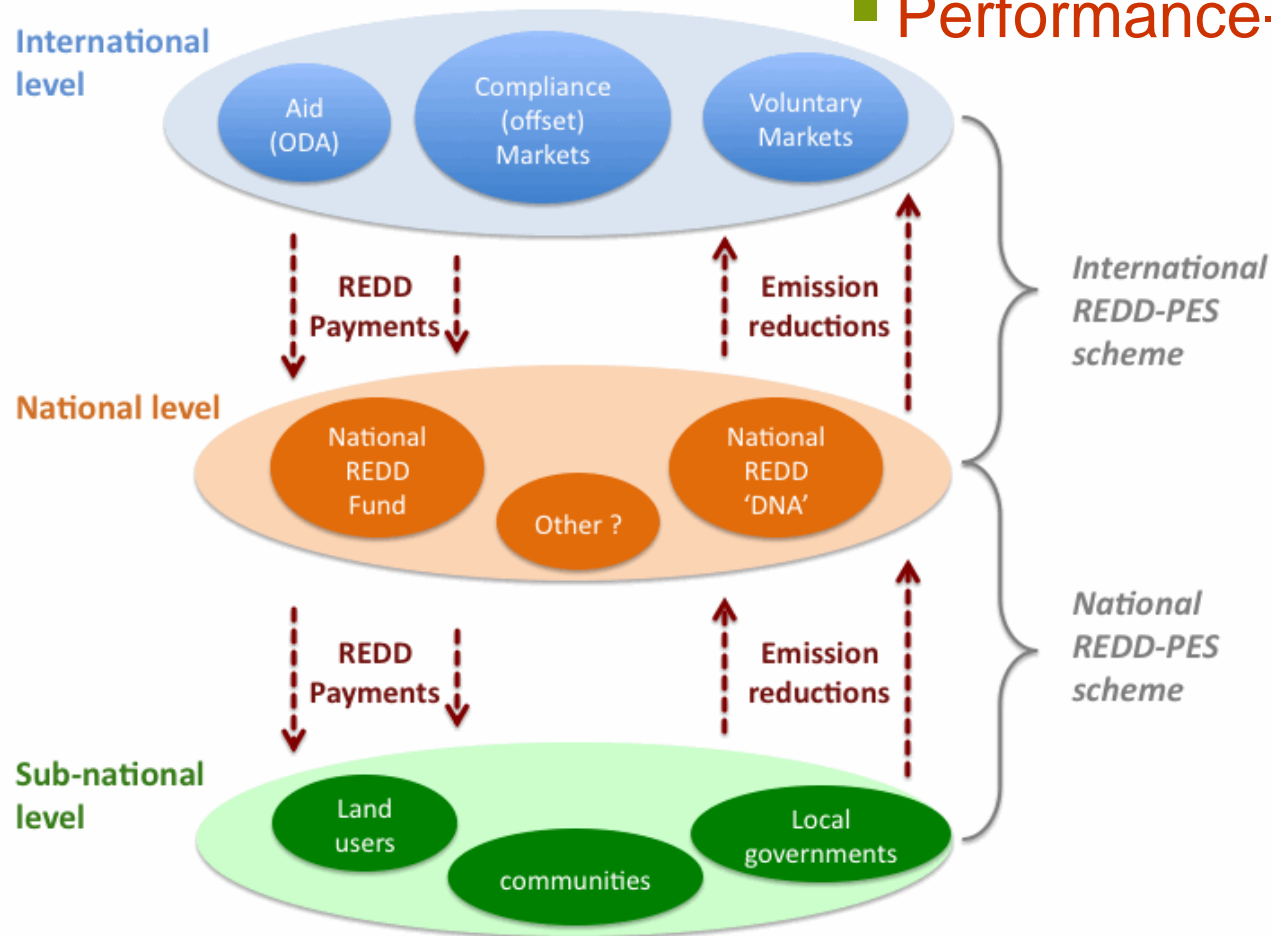 Performance-
International
level
Aid
(ODA)
Compliance
(offset)
Markets
Voluntary
Markets
REDD
Payments
Emission
reductions
International
REDD-PES
scheme
National level
National
REDD
Fund
Other ?
National
REDD
‘DNA’
REDD
Payments
Emission
reductions
National
REDD-PES
scheme
Sub-national
level
Land
users
communities
Local
governments